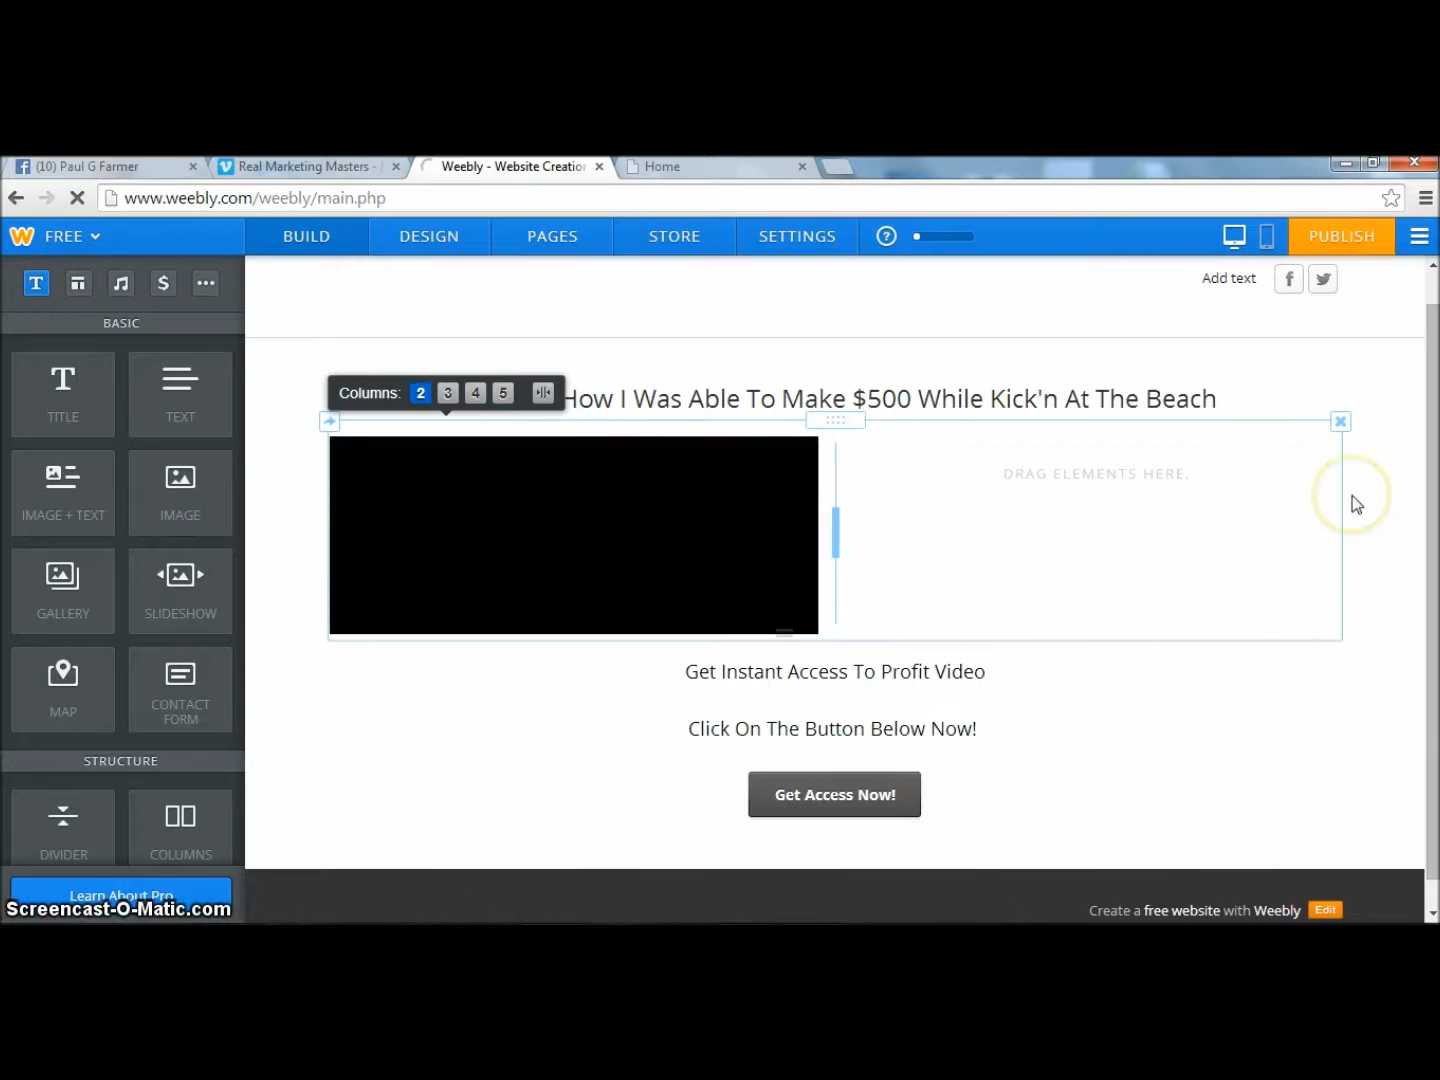 (10) Paul G Farmer
Real Marketing Masters -
Weebly - Website Creation
Home
www.weebly.com/weebly/main.php
FREE
BUILD
DESIGN
PAGES
STORE
SETTINGS
?
PUBLISH
Add text
BASIC
TITLE
TEXT
IMAGE + TEXT
IMAGE
GALLERY
SLIDESHOW
MAP
CONTACT
FORM
STRUCTURE
DIVIDER
COLUMNS
Learn About Pro
Screencast-O-Matic.com
Columns: 2 3 4 5
How I Was Able To Make $500 While Kick'n At The Beach
DRAG ELEMENTS HERE.
Get Instant Access To Profit Video
Click On The Button Below Now!
Get Access Now!
Create a free website with Weebly
Edit